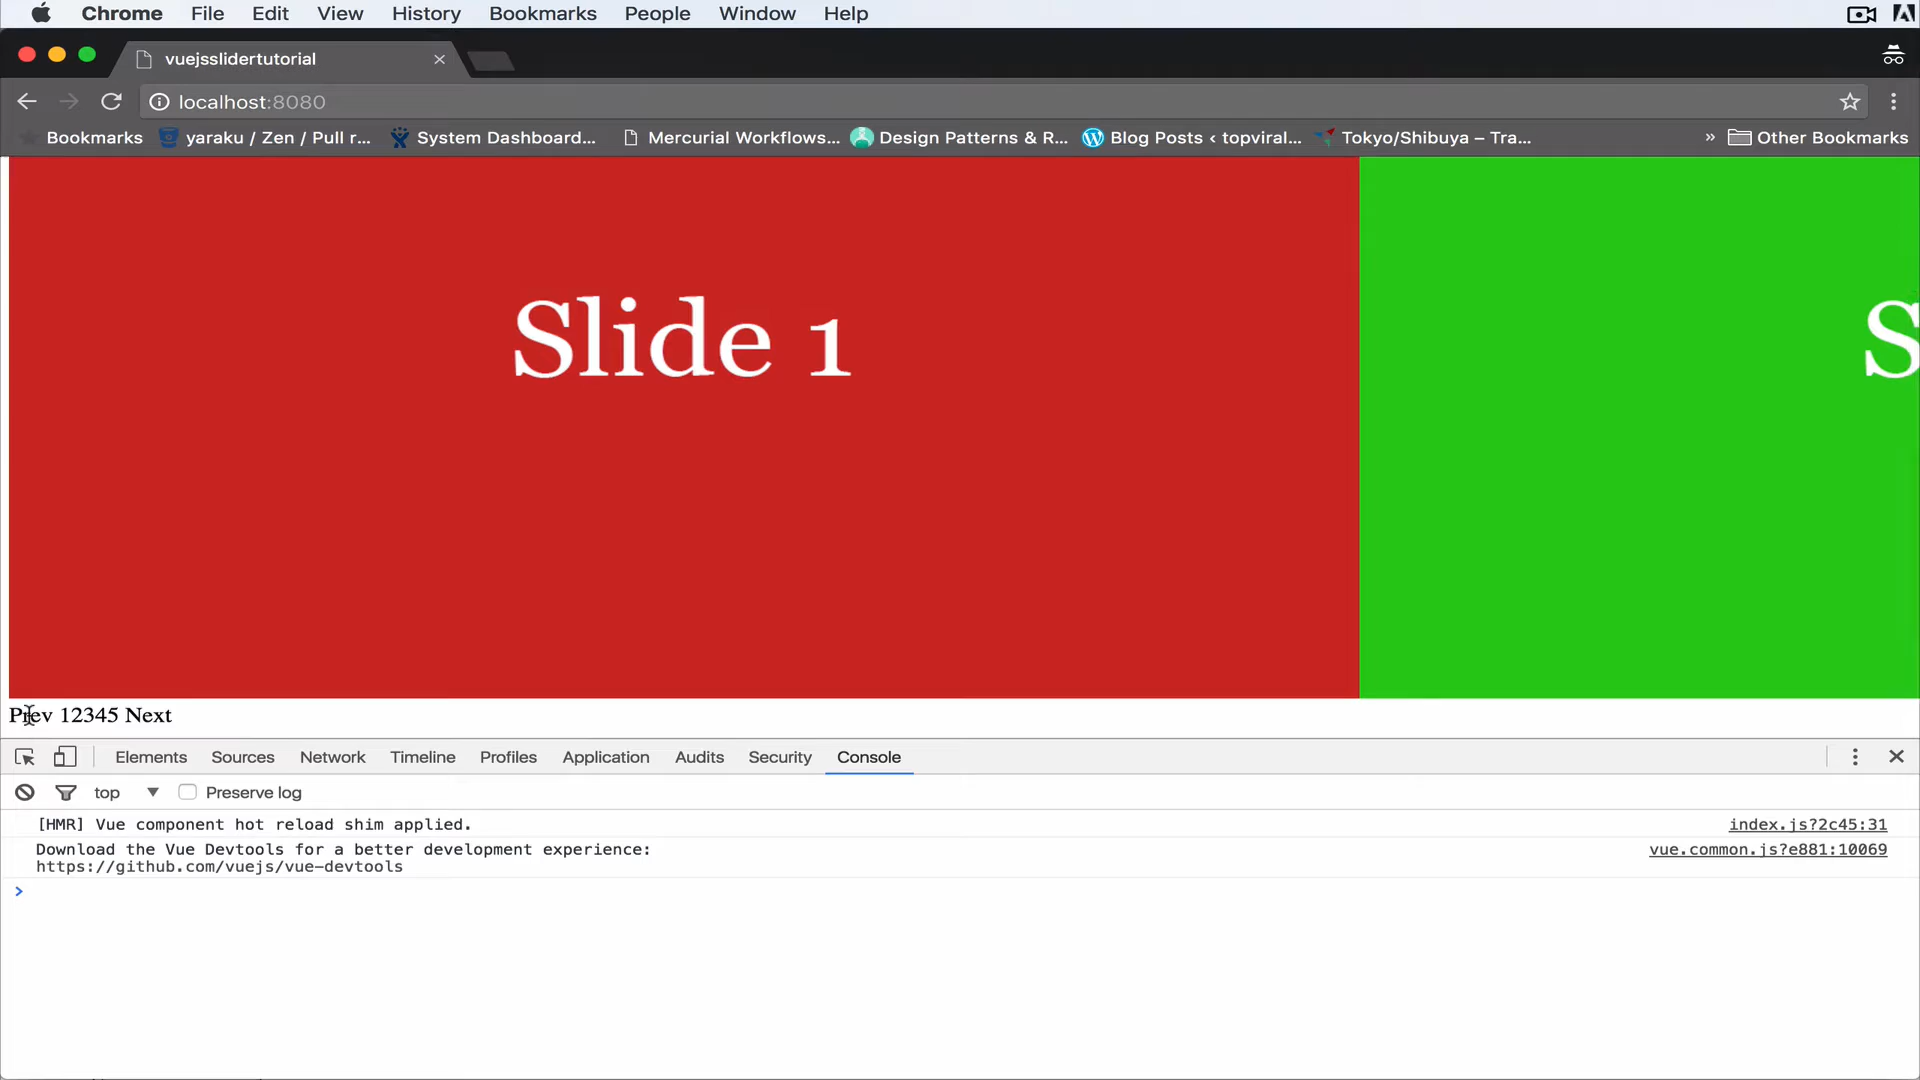 Chrome File Edit View History Bookmarks People Window Help
vuejsslidertutorial
localhost:8080
Bookmarks yaraku / Zen / Pull r... System Dashboard... Mercurial Workflows... Design Patterns & R... Blog Posts ‹ topviral... Tokyo/Shibuya – Tra... » Other Bookmarks
Slide 1
S
Prev 12345 Next
Elements Sources Network Timeline Profiles Application Audits Security Console
top Preserve log
[HMR] Vue component hot reload shim applied. index.js?2c45:31
Download the Vue Devtools for a better development experience: vue.common.js?e881:10069
https://github.com/vuejs/vue-devtools